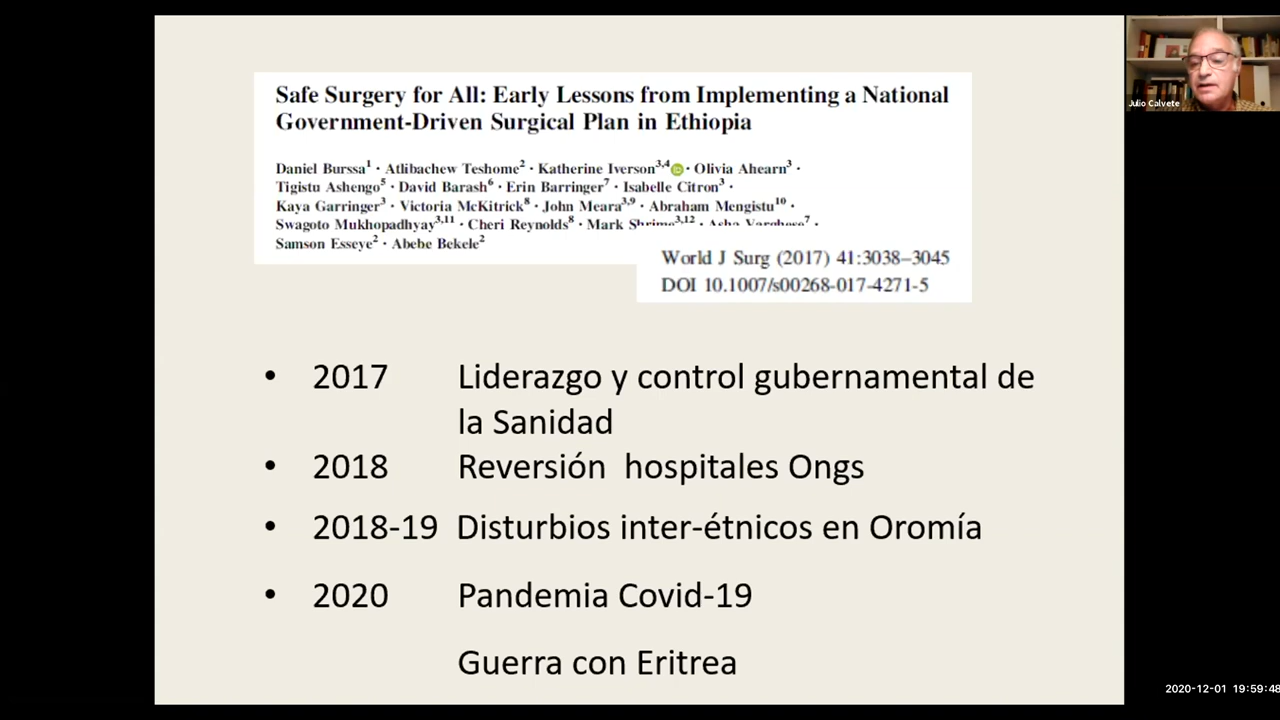 Safe Surgery for All: Early Lessons from Implementing a National
Government-Driven Surgical Plan in Ethiopia
Daniel Burssa1 · Atlibachew Teshome2 · Katherine Iverson3,4 · Olivia Ahearn3 ·
Tigistu Ashengo5 · David Barash6 · Erin Barringer7 · Isabelle Citron3 ·
Kaya Garringer3 · Victoria McKitrick8 · John Meara3,9 · Abraham Mengistu10 ·
Swagoto Mukhopadhyay3,11 · Cheri Reynolds8 · Mark Shrime3,12 · Asha Varghese7 ·
Samson Esseye2 · Abebe Bekele2
World J Surg (2017) 41:3038–3045
DOI 10.1007/s00268-017-4271-5
• 2017 Liderazgo y control gubernamental de
la Sanidad
• 2018 Reversión hospitales Ongs
• 2018-19 Disturbios inter-étnicos en Oromía
• 2020 Pandemia Covid-19
Guerra con Eritrea
Julio Calvete
2020-12-01 19:59:48